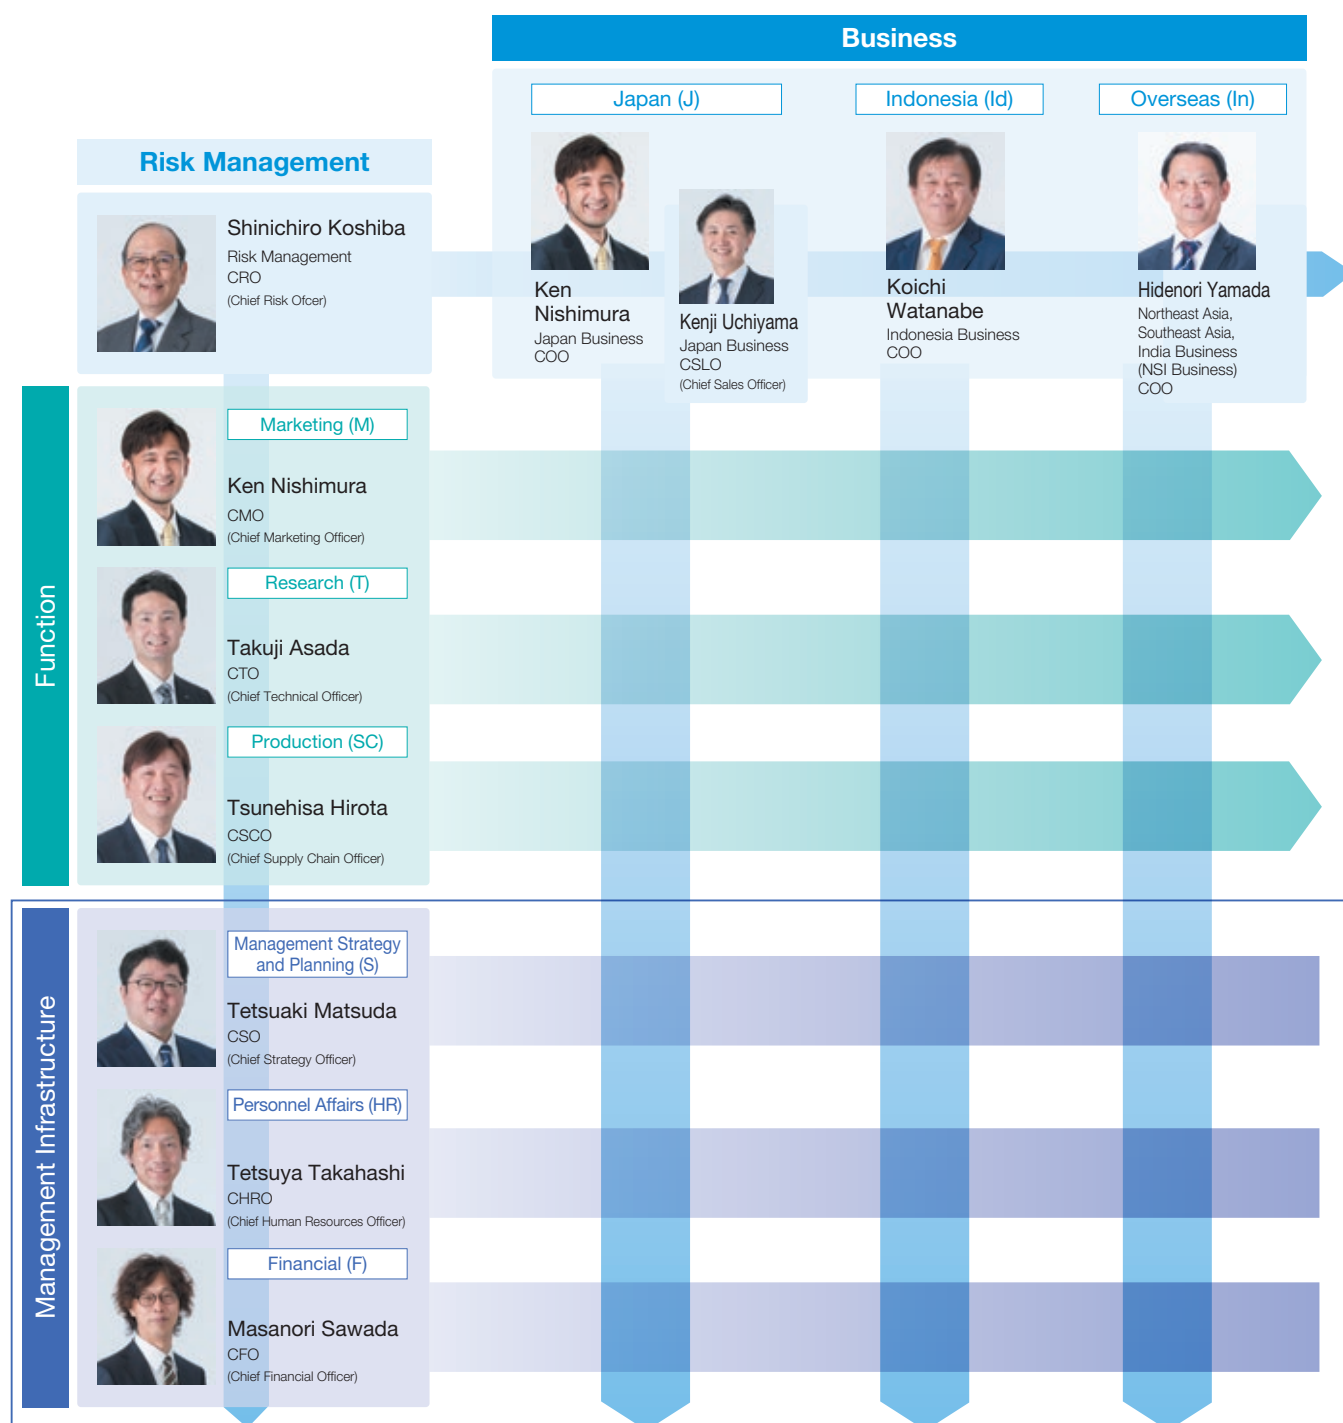 Business
Japan (J)
Indonesia (Id)
Overseas (In)
Risk Management
Shinichiro Koshiba
Risk Management
CRO
(Chief Risk Ofcer)
Ken
Nishimura
Japan Business
COO
Kenji Uchiyama
Japan Business
CSLO
(Chief Sales Officer)
Koichi
Watanabe
Indonesia Business
COO
Hidenori Yamada
Northeast Asia,
Southeast Asia,
India Business
(NSI Business)
COO
Function
Marketing (M)
Ken Nishimura
CMO
(Chief Marketing Officer)
Research (T)
Takuji Asada
CTO
(Chief Technical Officer)
Production (SC)
Tsunehisa Hirota
CSCO
(Chief Supply Chain Officer)
Management Infrastructure
Management Strategy
and Planning (S)
Tetsuaki Matsuda
CSO
(Chief Strategy Officer)
Personnel Affairs (HR)
Tetsuya Takahashi
CHRO
(Chief Human Resources Officer)
Financial (F)
Masanori Sawada
CFO
(Chief Financial Officer)